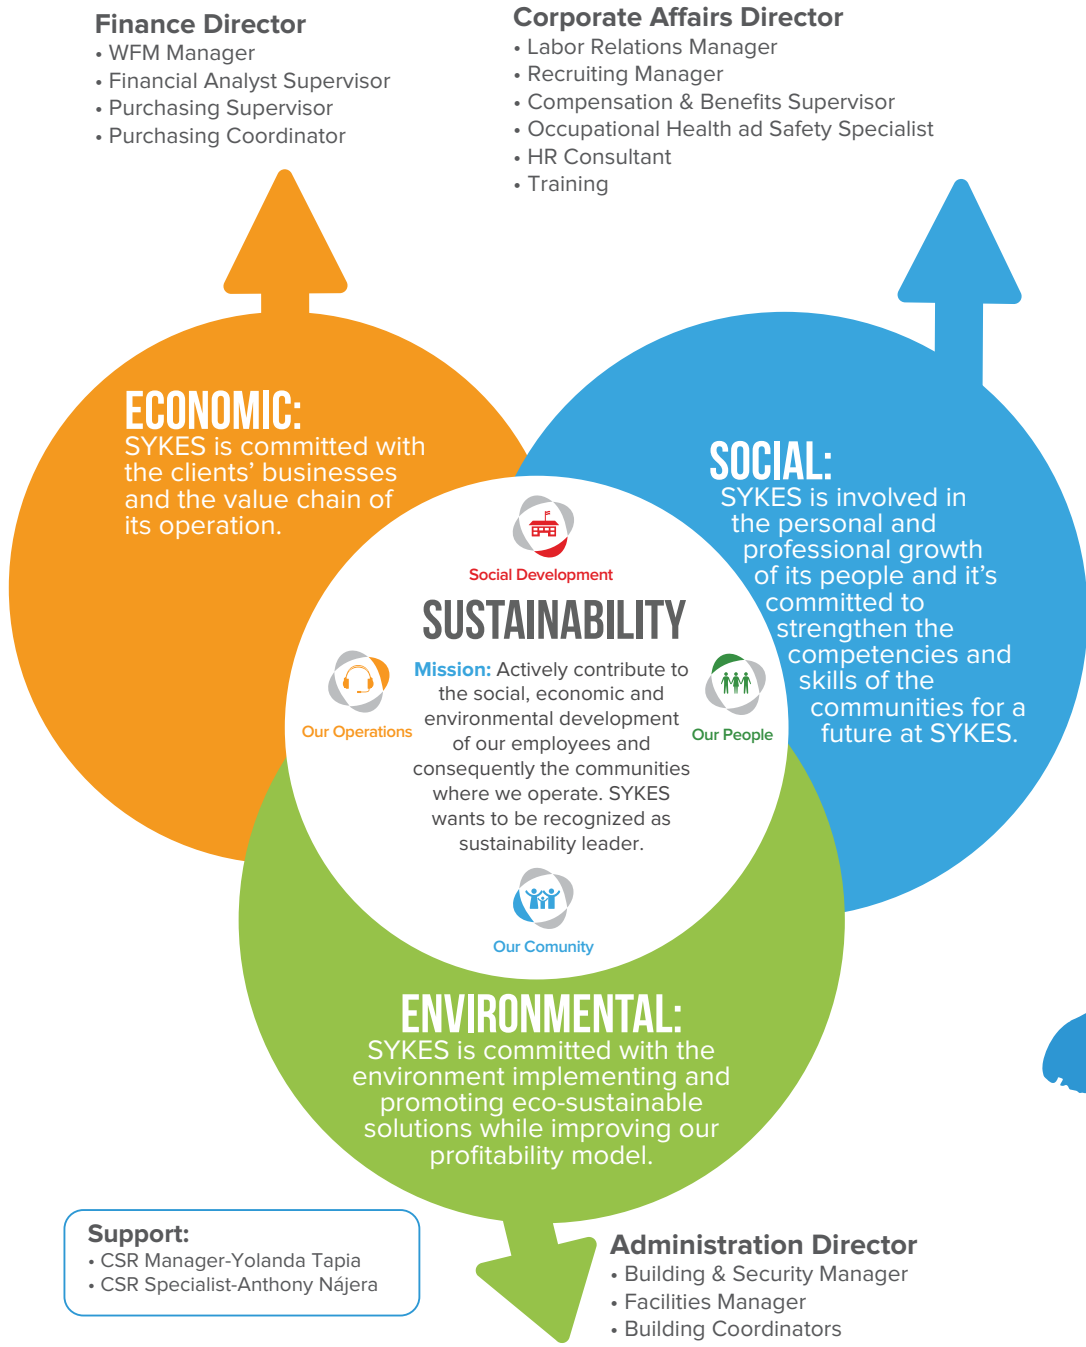 Finance Director
• WFM Manager
• Financial Analyst Supervisor
• Purchasing Supervisor
• Purchasing Coordinator
Corporate Affairs Director
• Labor Relations Manager
• Recruiting Manager
• Compensation & Benefits Supervisor
• Occupational Health ad Safety Specialist
• HR Consultant
• Training
ECONOMIC:
SYKES is committed with
the clients’ businesses
and the value chain of
its operation.
SOCIAL:
SYKES is involved in
the personal and
professional growth
of its people and it’s
committed to
strengthen the
competencies and
skills of the
communities for a
future at SYKES.
Social Development
SUSTAINABILITY
Mission: Actively contribute to
the social, economic and
environmental development
of our employees and
consequently the communities
where we operate. SYKES
wants to be recognized as
sustainability leader.
Our Operations
Our People
Our Comunity
ENVIRONMENTAL:
SYKES is committed with the
environment implementing and
promoting eco-sustainable
solutions while improving our
profitability model.
Support:
• CSR Manager-Yolanda Tapia
• CSR Specialist-Anthony Nájera
Administration Director
• Building & Security Manager
• Facilities Manager
• Building Coordinators